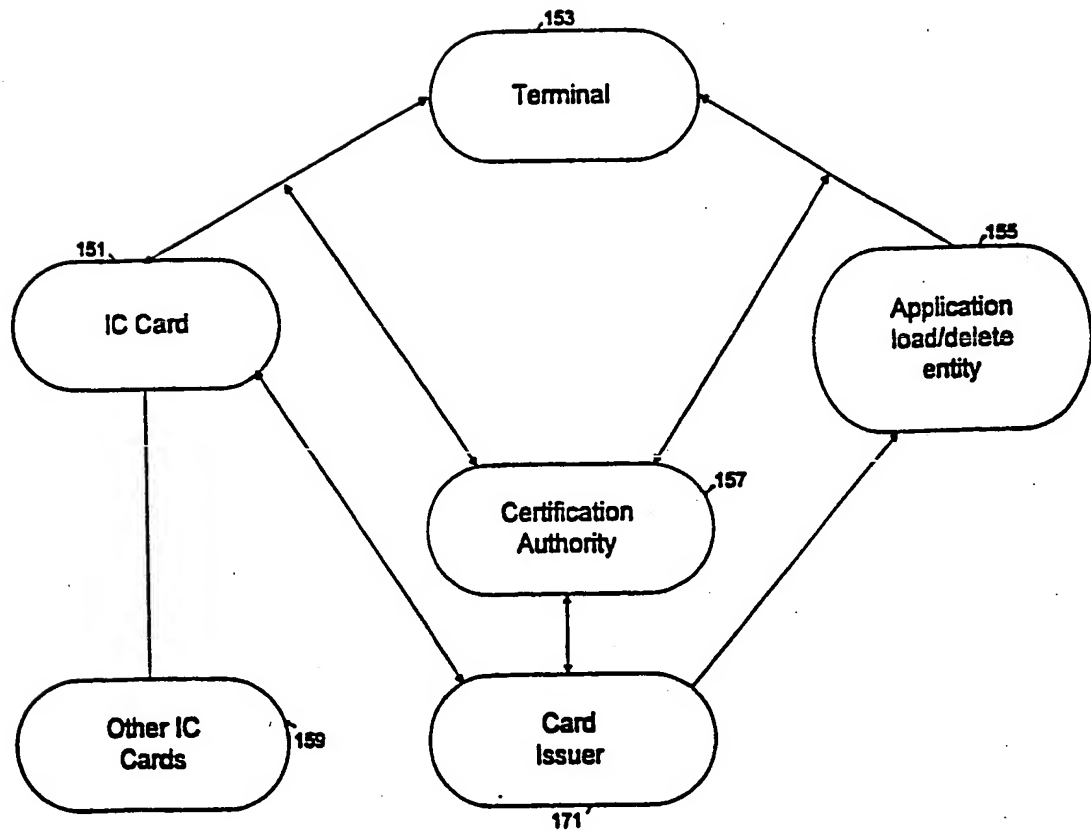 153
Terminal
151
IC Card
155
Application
load/delete
entity
157
Certification
Authority
Other IC
Cards
159
Card
Issuer
171